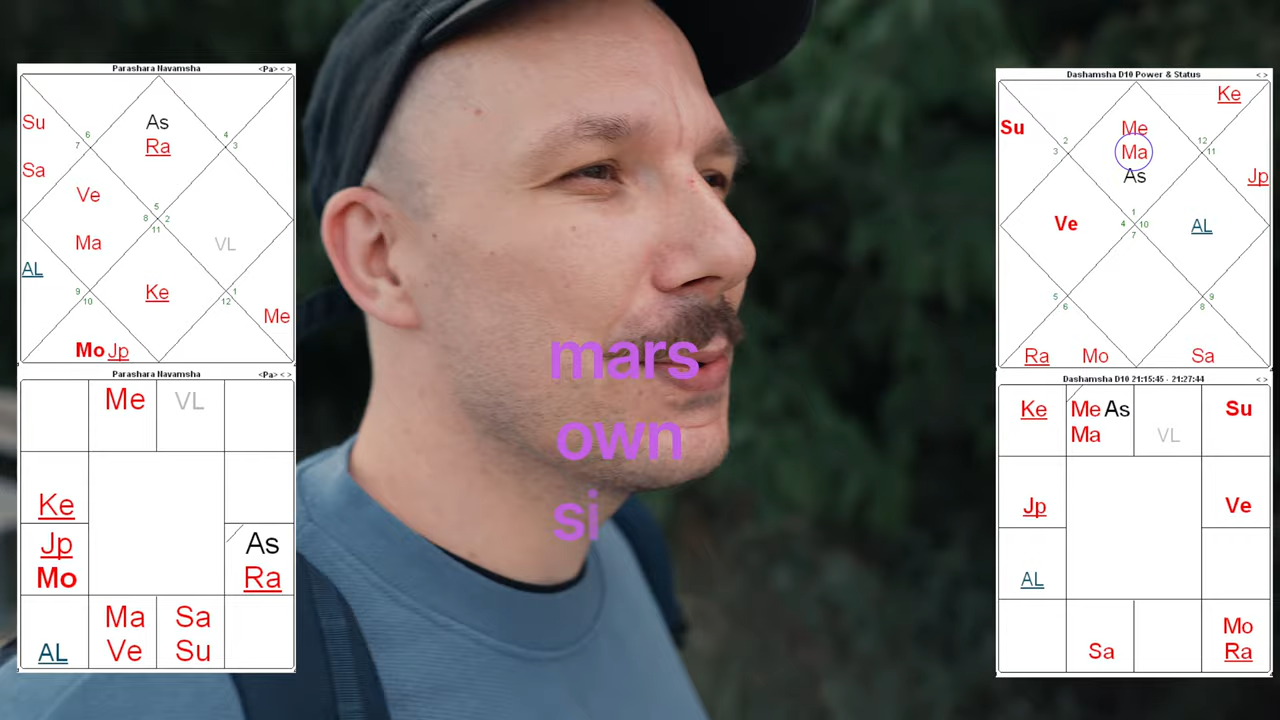 Parashara Navamsha <Pa> < >
Su
6
7
As
Ra
4
3
Sa
Ve
5
8 2
11
Ma
VL
AL
9
10
Ke
1
12
Me
Mo Jp
Parashara Navamsha <Pa> < >
Me VL
Ke
Jp
Mo
As
Ra
AL
Ma
Ve
Sa
Su
mars
own
si
Dashamsha D10 Power & Status < >
Ke
Su
2
3
Me
Ma
As
12
11
Jp
Ve
1
4 10
7
AL
5
6
9
8
Ra Mo Sa
Dashamsha D10 21:15:45 - 21:27:44 < >
Ke
Me As
Ma
VL
Su
Jp
Ve
AL
Sa
Mo
Ra